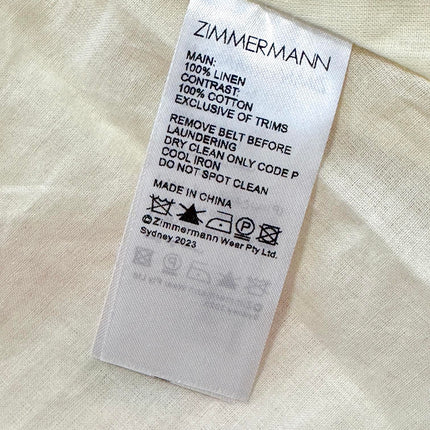 ZIMMERMANN
MAIN:
100% LINEN
CONTRAST:
100% COTTON
EXCLUSIVE OF TRIMS
REMOVE BELT BEFORE
LAUNDERING
DRY CLEAN ONLY CODE P
COOL IRON
DO NOT SPOT CLEAN
MADE IN CHINA
P
©Zimmermann Wear Pty Ltd.
Sydney 2023